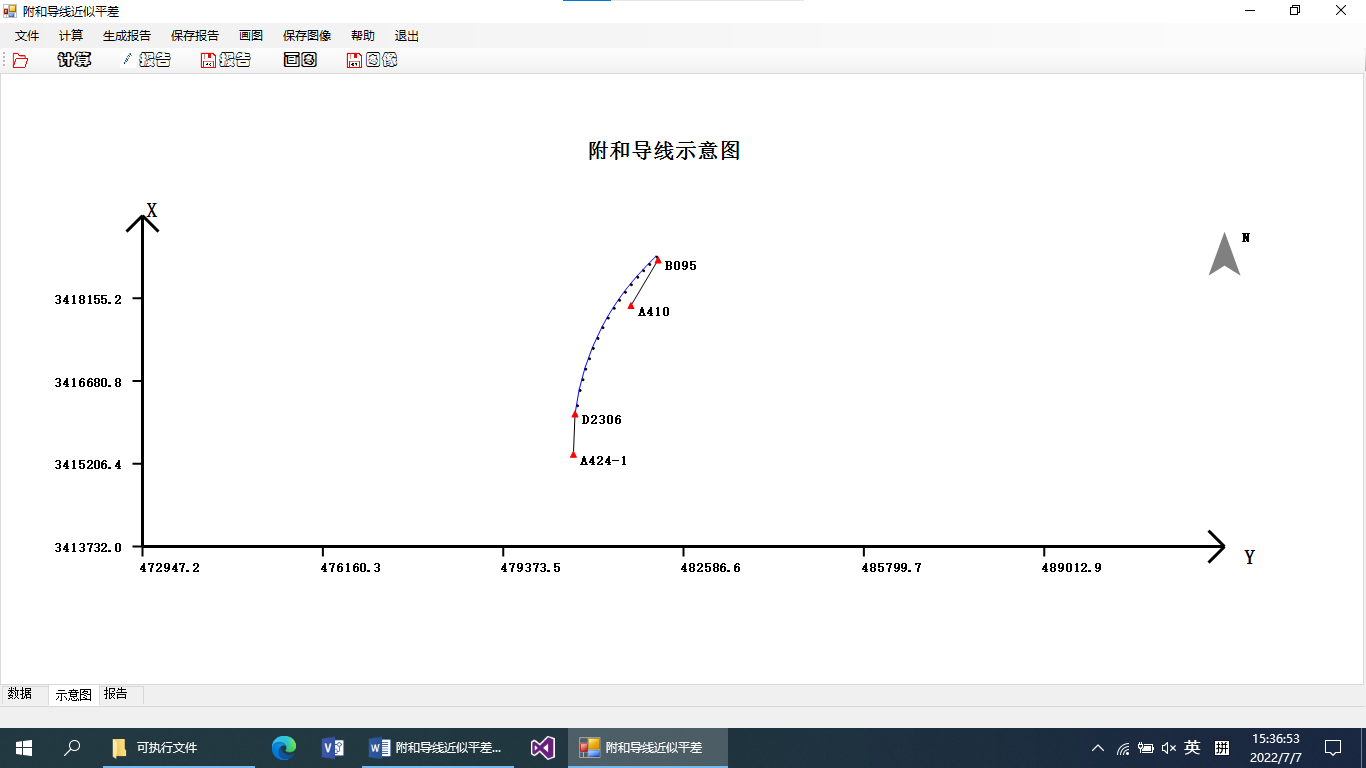 附和导线近似平差
文件 计算 生成报告 保存报告 画图 保存图像 帮助 退出
计算 报告 报告 画图 图像
附和导线示意图
X
N
B095
3418155.2
A410
3416680.8
D2306
3415206.4
A424-1
3413732.0
Y
472947.2 476160.3 479373.5 482586.6 485799.7 489012.9
数据 示意图 报告
可执行文件 附和导线近似平差... 附和导线近似平差 英 拼 15:36:53
2022/7/7